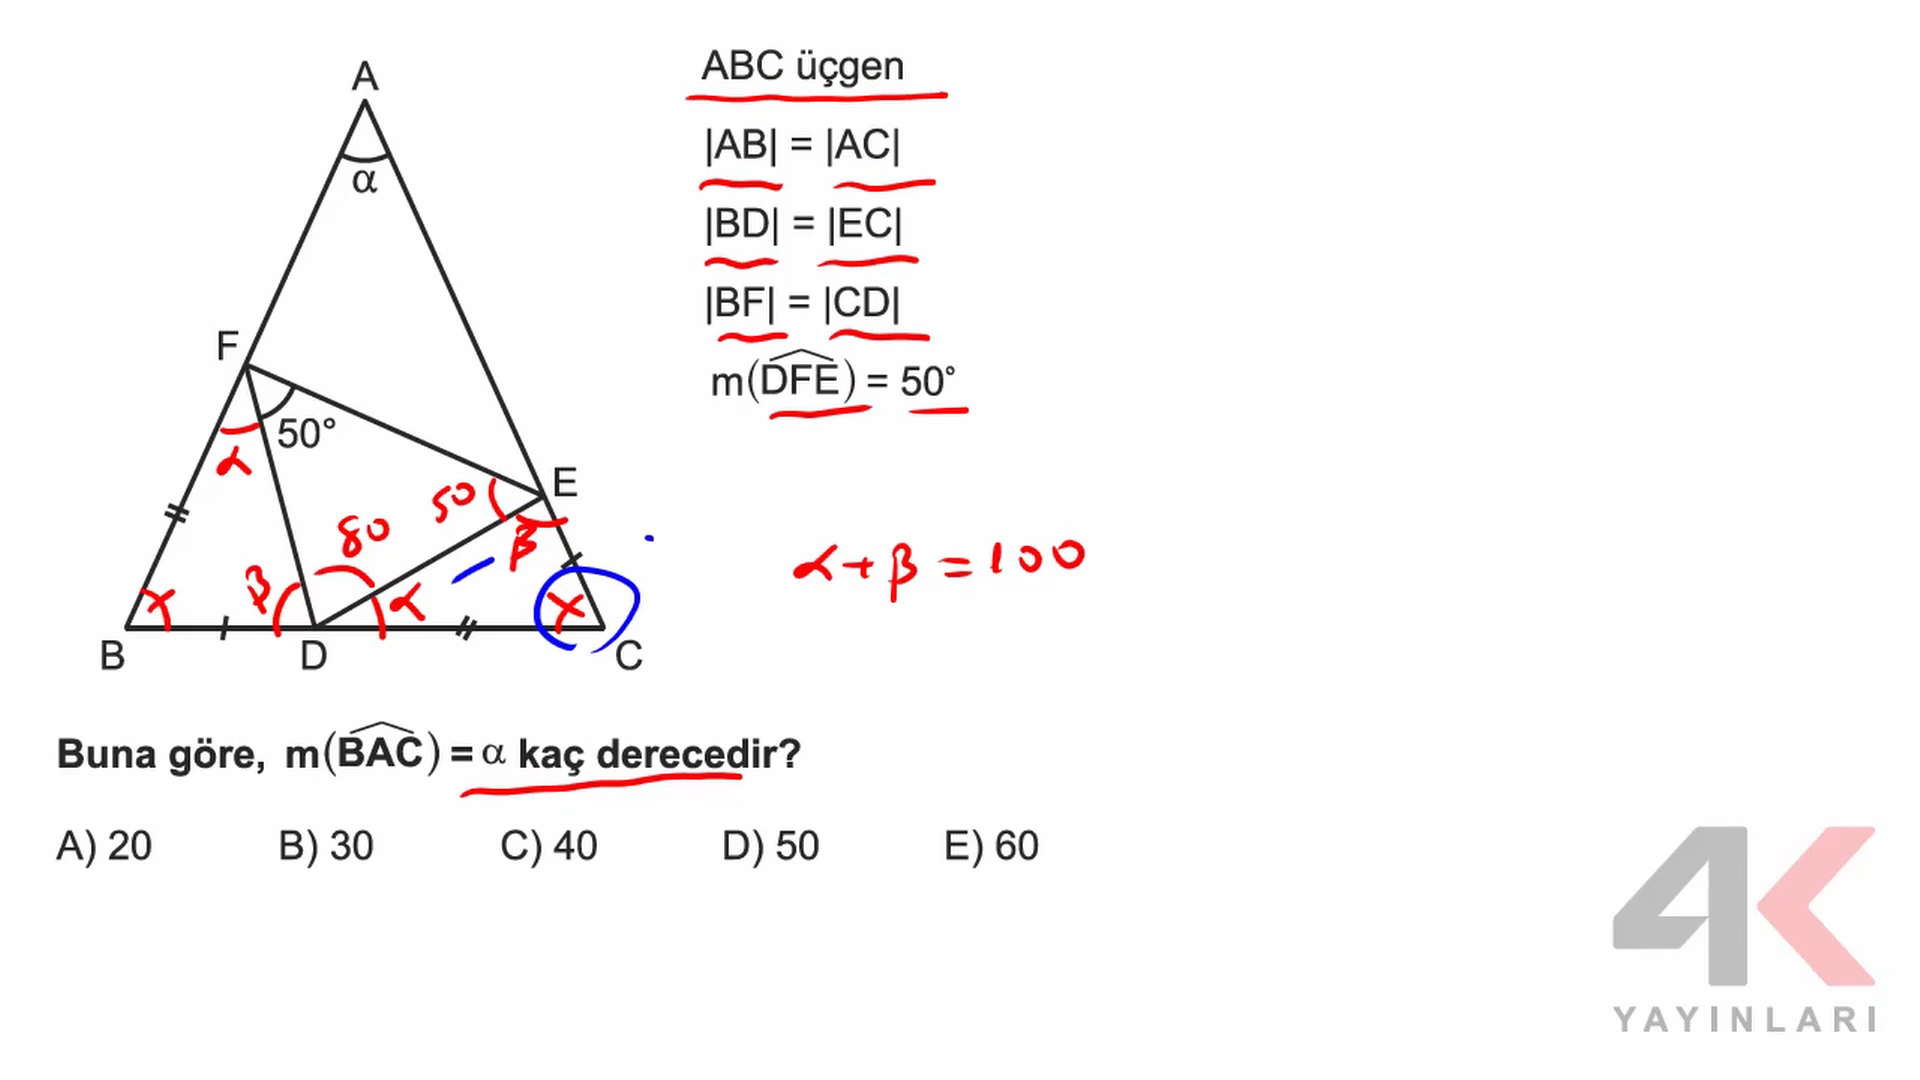 A
α
F
50°
α
E
50
80
β
β
α
x
x
B
D
C
ABC üçgen
|AB| = |AC|
|BD| = |EC|
|BF| = |CD|
m(DFE) = 50°
α + β = 100
Buna göre, m(BAC) = α kaç derecedir?
A) 20 B) 30 C) 40 D) 50 E) 60
4K
YAYINLARI